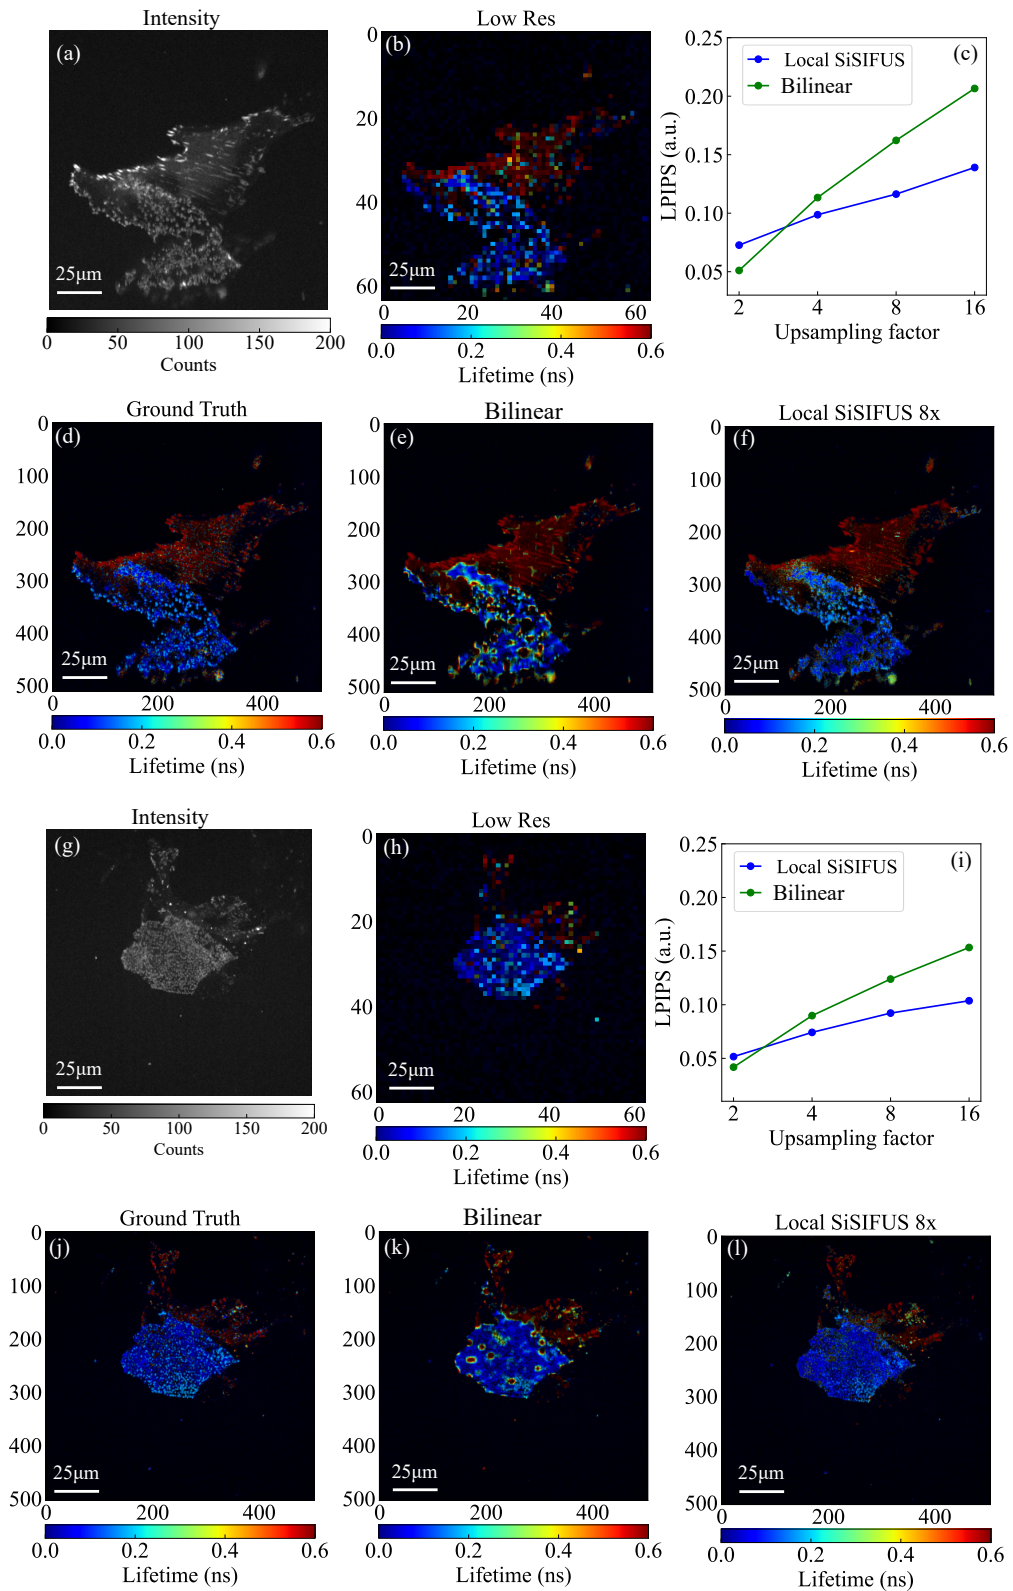 Intensity
(a)
25μm
0 50 100 150 200
Counts
Low Res
(b)
0
20
40
60
0 20 40 60
0.0 0.2 0.4 0.6
Lifetime (ns)
(c)
Local SiSIFUS
Bilinear
0.25
0.20
0.15
0.10
0.05
LPIPS (a.u.)
2 4 8 16
Upsampling factor
Ground Truth
(d)
0
100
200
300
400
500
25μm
200 400
0.0 0.2 0.4 0.6
Lifetime (ns)
Bilinear
(e)
0
100
200
300
400
500
25μm
0 200 400
0.0 0.2 0.4 0.6
Lifetime (ns)
Local SiSIFUS 8x
(f)
0
100
200
300
400
500
25μm
0 200 400
0.0 0.2 0.4 0.6
Lifetime (ns)
Intensity
(g)
25μm
0 50 100 150 200
Counts
Low Res
(h)
0
20
40
60
25μm
0 20 40 60
0.0 0.2 0.4 0.6
Lifetime (ns)
(i)
Local SiSIFUS
Bilinear
0.25
0.20
0.15
0.10
0.05
LPIPS (a.u.)
2 4 8 16
Upsampling factor
Ground Truth
(j)
0
100
200
300
400
500
25μm
0 200 400
0.0 0.2 0.4 0.6
Lifetime (ns)
Bilinear
(k)
0
100
200
300
400
500
25μm
0 200 400
0.0 0.2 0.4 0.6
Lifetime (ns)
Local SiSIFUS 8x
(l)
0
100
200
300
400
500
25μm
0 200 400
0.0 0.2 0.4 0.6
Lifetime (ns)